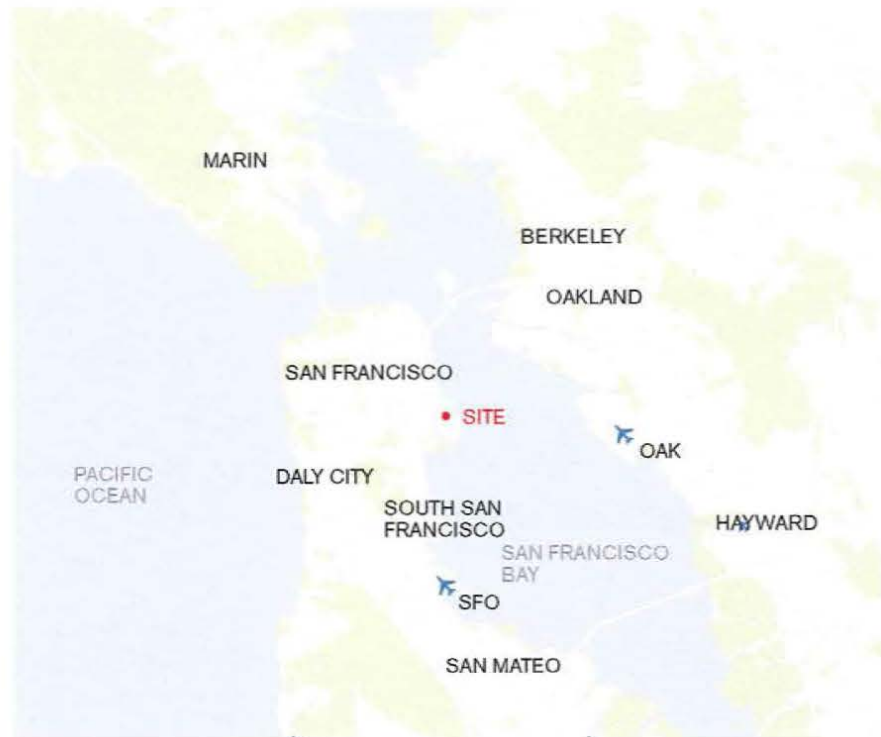 MARIN
BERKELEY
OAKLAND
SAN FRANCISCO
SITE
OAK
PACIFIC
OCEAN
DALY CITY
SOUTH SAN
FRANCISCO
HAYWARD
SAN FRANCISCO
BAY
SFO
SAN MATEO